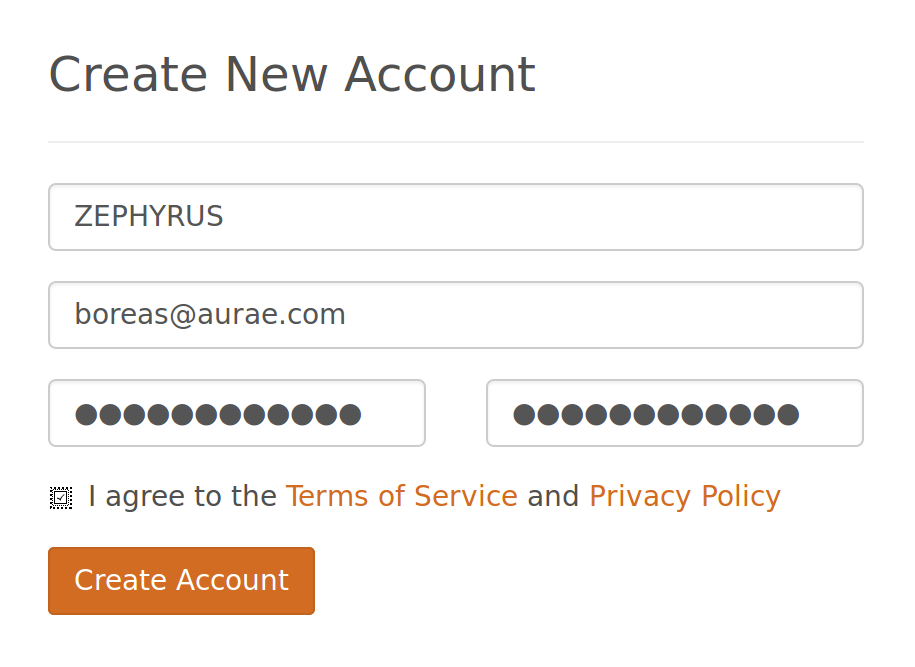 Create New Account
ZEPHYRUS
boreas@aurae.com
●●●●●●●●●●●● ●●●●●●●●●●●●
I agree to the Terms of Service and Privacy Policy
Create Account